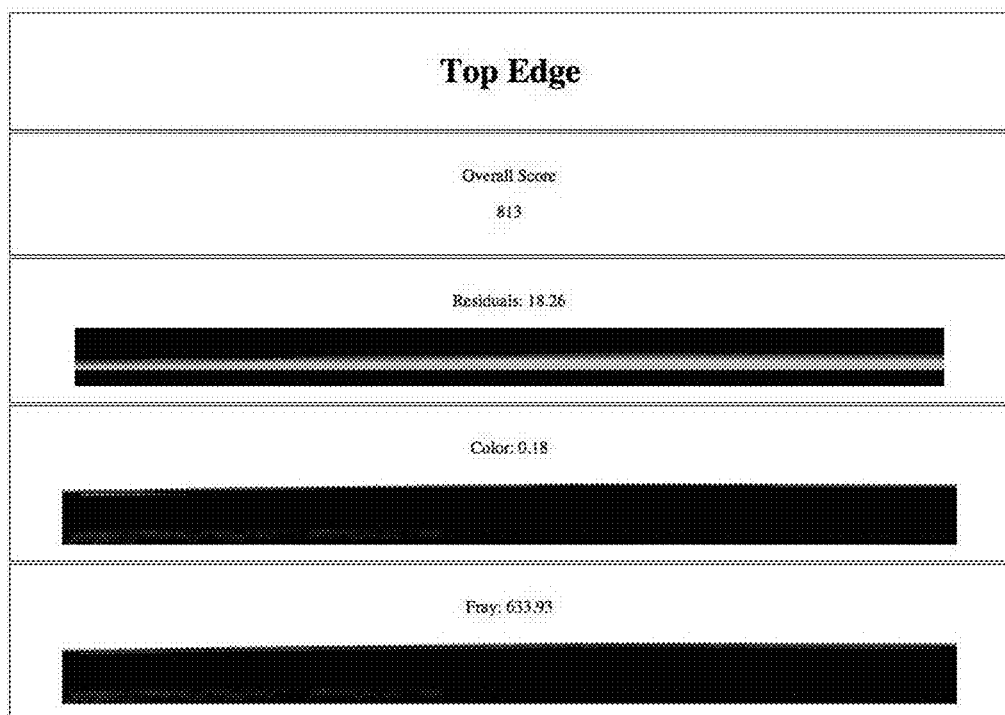 Top Edge
Overall Score
813
Residuals: 18.26
Color: 0.18
Fray: 633.93